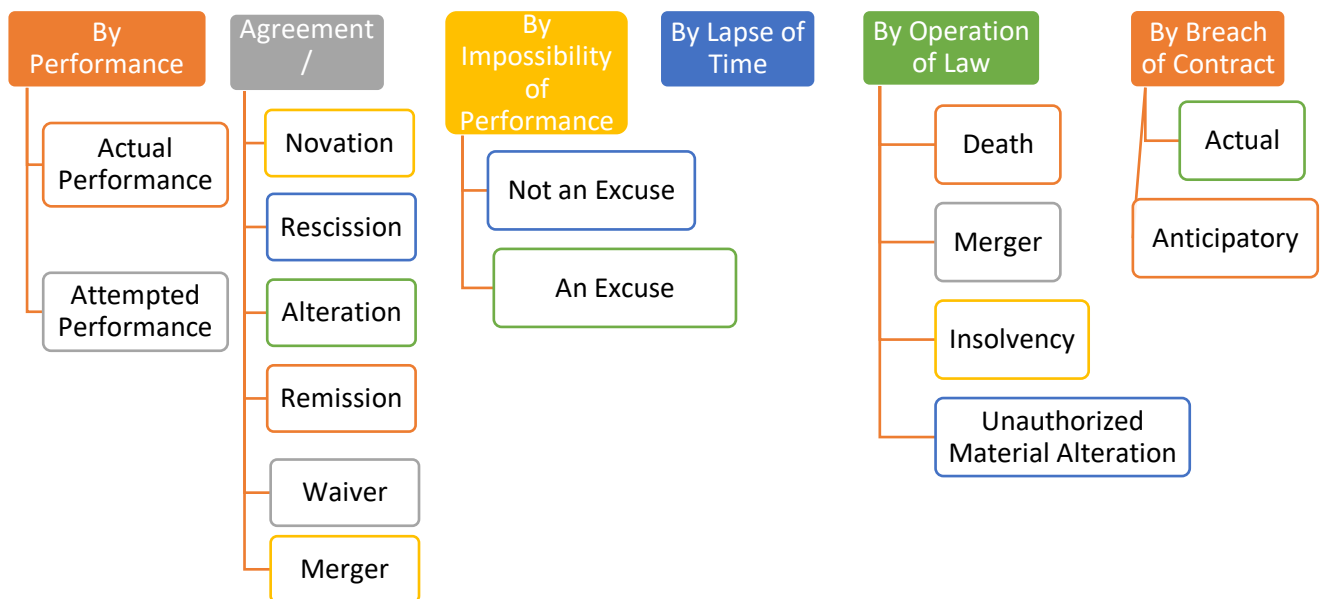 By
Performance
Actual
Performance
Attempted
Performance
Agreement
/
Novation
Rescission
Alteration
Remission
Waiver
Merger
By
Impossibility
of
Performance
Not an Excuse
An Excuse
By Lapse of
Time
By Operation
of Law
Death
Merger
Insolvency
Unauthorized
Material Alteration
By Breach
of Contract
Actual
Anticipatory